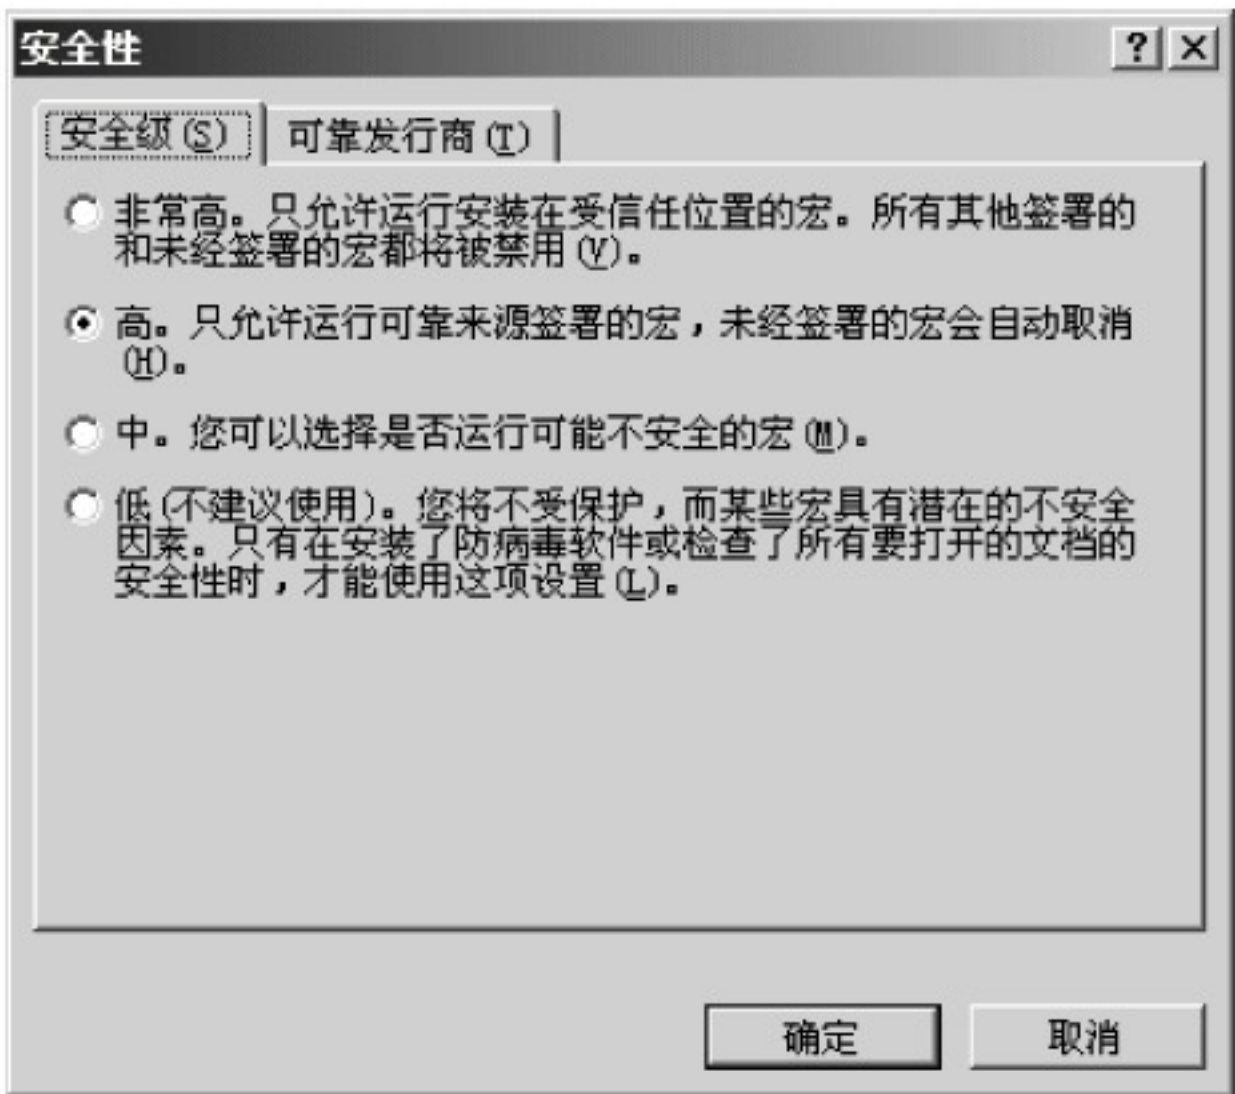 安全性
安全级(S) 可靠发行商(T)
非常高。只允许运行安装在受信任位置的宏。所有其他签署的
和未经签署的宏都将被禁用(V)。
高。只允许运行可靠来源签署的宏，未经签署的宏会自动取消
(H)。
中。您可以选择是否运行可能不安全的宏(M)。
低(不建议使用)。您将不受保护，而某些宏具有潜在的不安全
因素。只有在安装了防病毒软件或检查了所有要打开的文档的
安全性时，才能使用这项设置(L)。
确定 取消